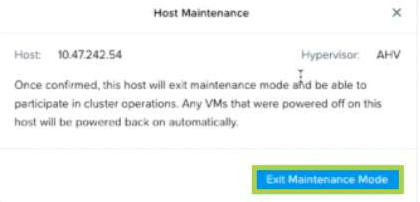 Host Maintenance
Host: 10.47.242.54 Hypervisor: AHV
Once confirmed, this host will exit maintenance mode and be able to
participate in cluster operations. Any VMs that were powered off on this
host will be powered back on automatically.
Exit Maintenance Mode